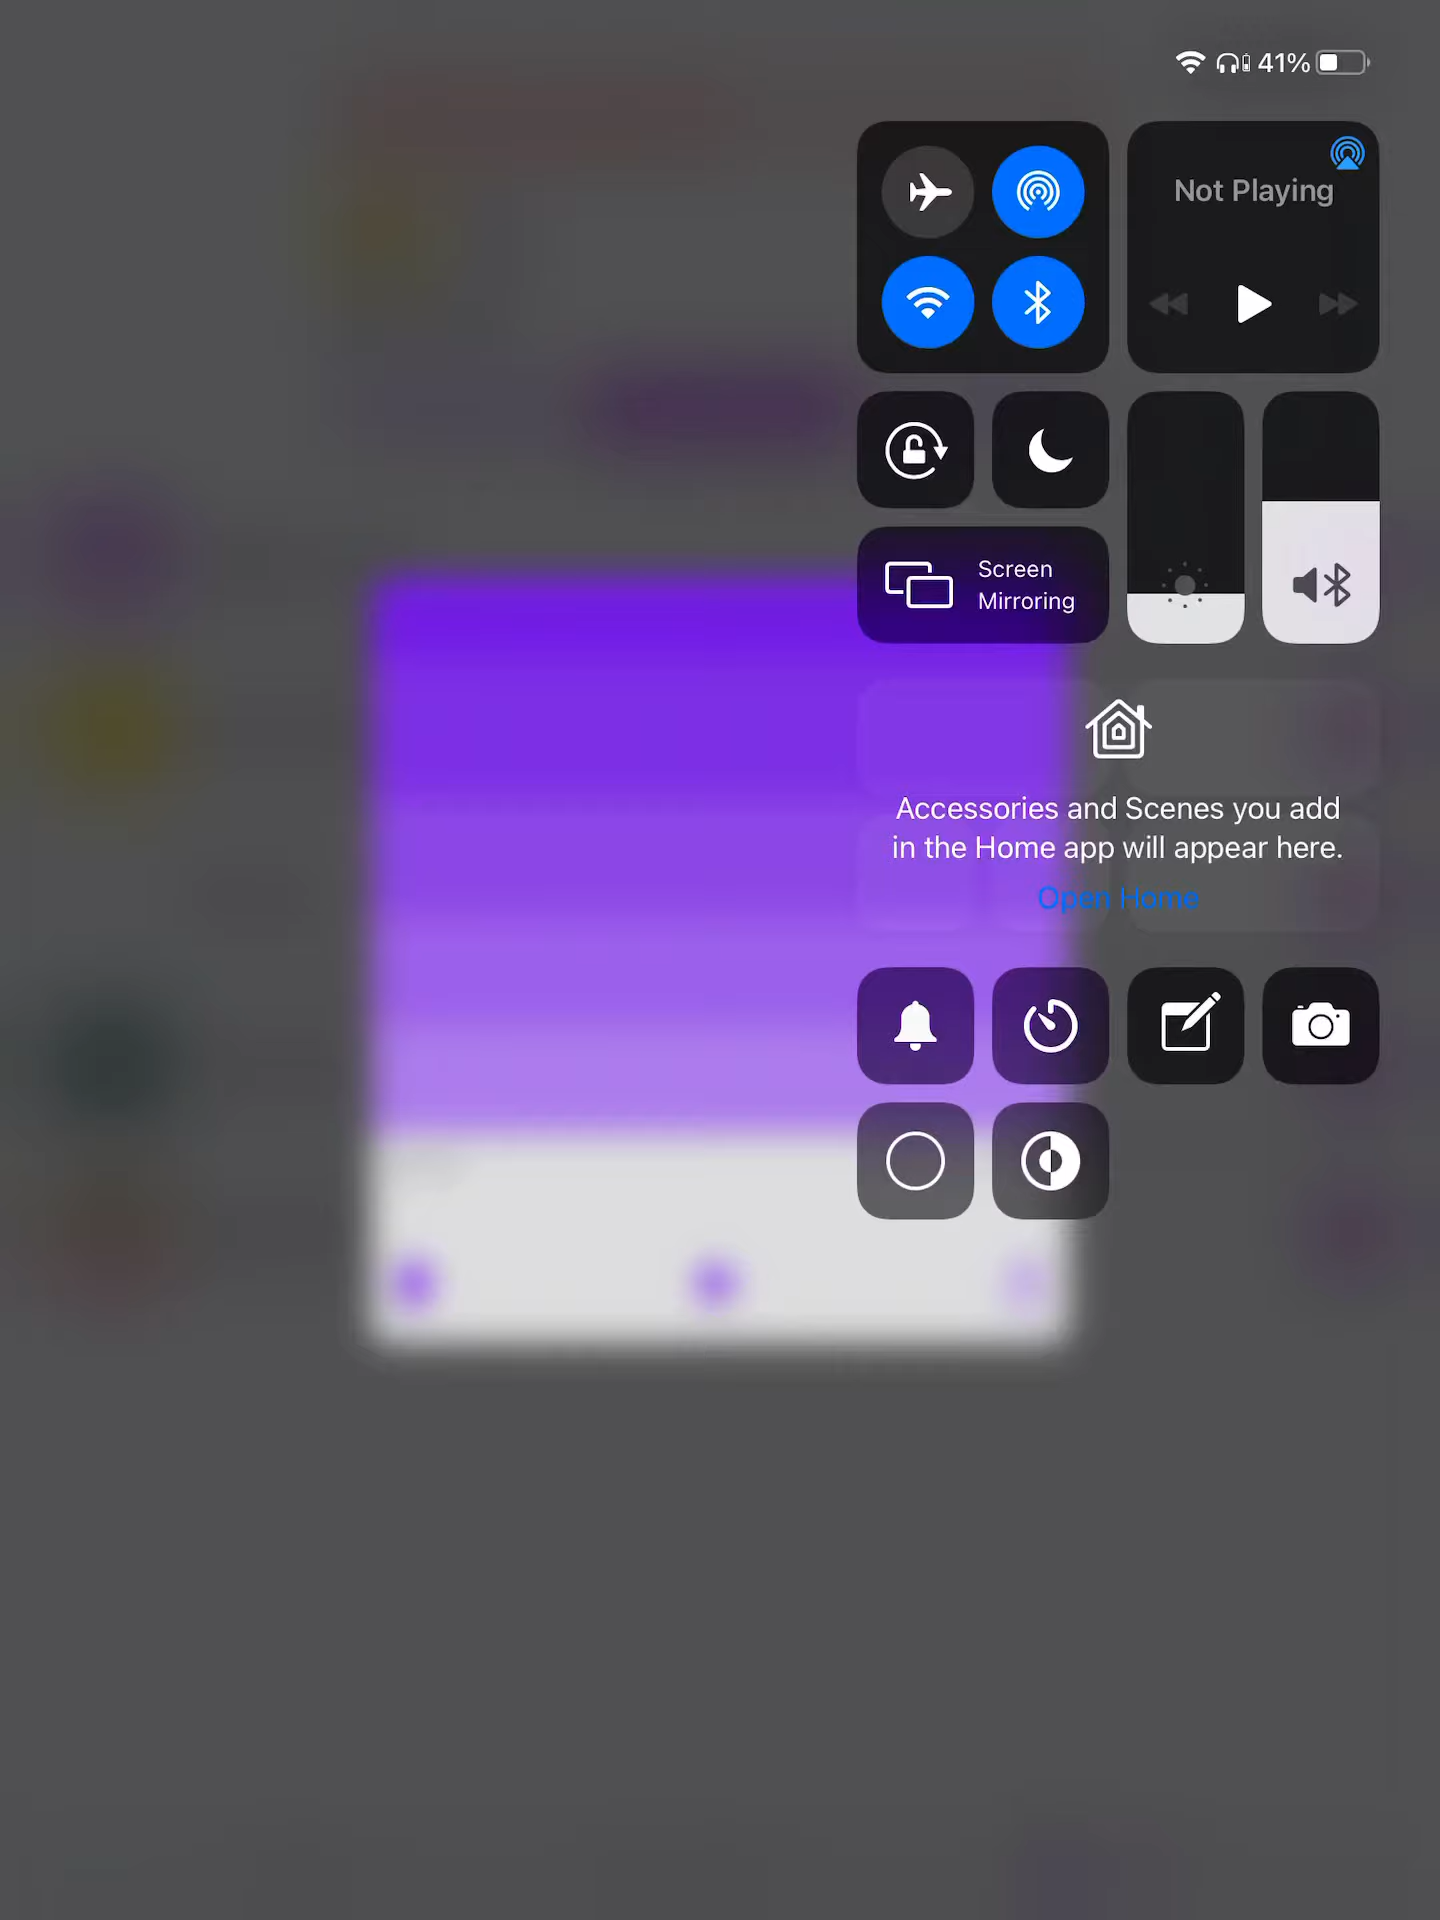 41%
Not Playing
Screen
Mirroring
Accessories and Scenes you add
in the Home app will appear here.
Open Home